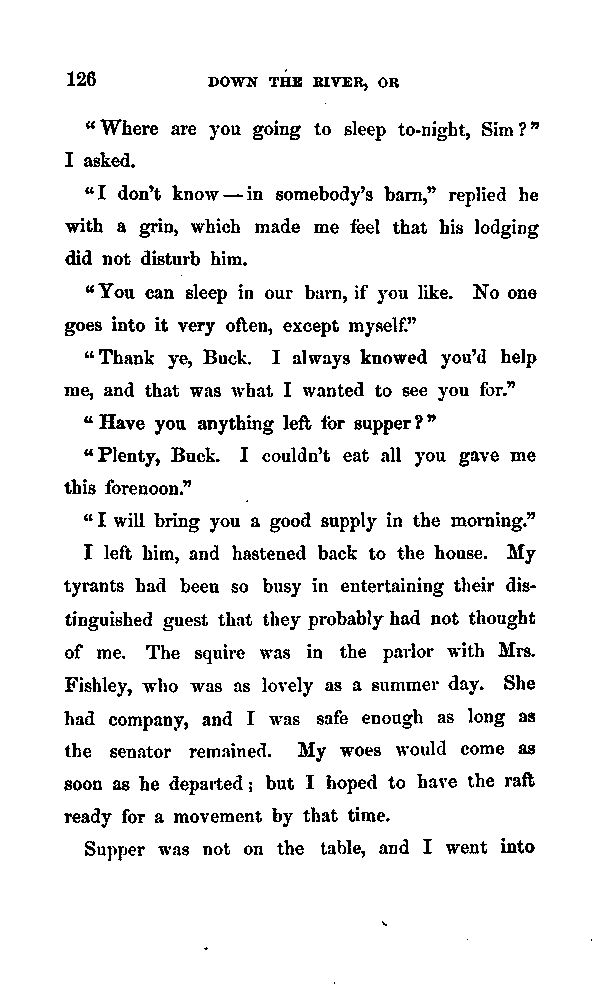 126 DOWN THE RIVER, OR
“Where are you going to sleep to-night, Sim?”
I asked.
“I don’t know—in somebody’s barn,” replied he
with a grin, which made me feel that his lodging
did not disturb him.
“You can sleep in our barn, if you like. No one
goes into it very often, except myself.”
“Thank ye, Buck. I always knowed you’d help
me, and that was what I wanted to see you for.”
“Have you anything left for supper?”
“Plenty, Buck. I couldn’t eat all you gave me
this forenoon.”
“I will bring you a good supply in the morning.”
I left him, and hastened back to the house. My
tyrants had been so busy in entertaining their dis-
tinguished guest that they probably had not thought
of me. The squire was in the parlor with Mrs.
Fishley, who was as lovely as a summer day. She
had company, and I was safe enough as long as
the senator remained. My woes would come as
soon as he departed; but I hoped to have the raft
ready for a movement by that time.
Supper was not on the table, and I went into